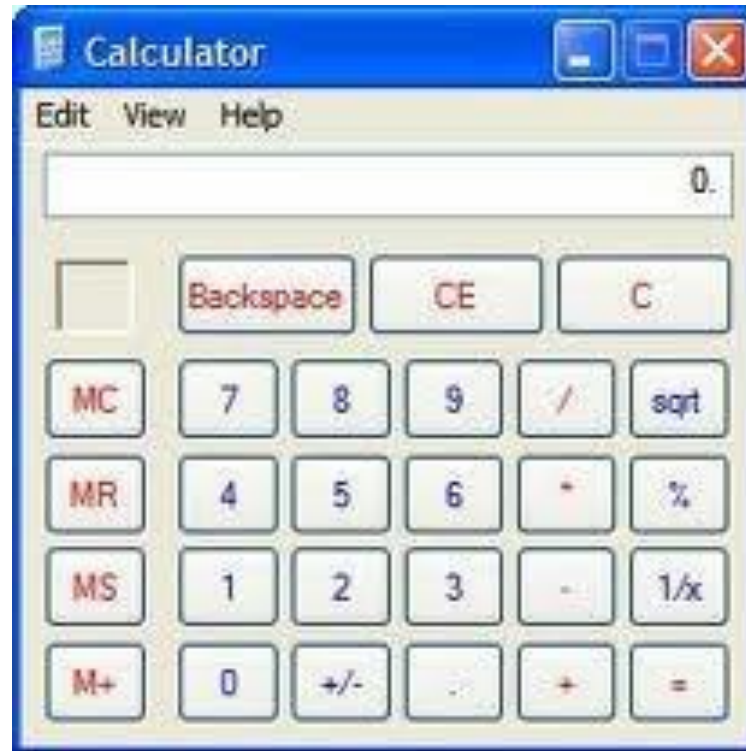 Calculator
Edit View Help
0.
Backspace CE C
MC 7 8 9 / sqrt
MR 4 5 6 * %
MS 1 2 3 - 1/x
M+ 0 +/- . + =